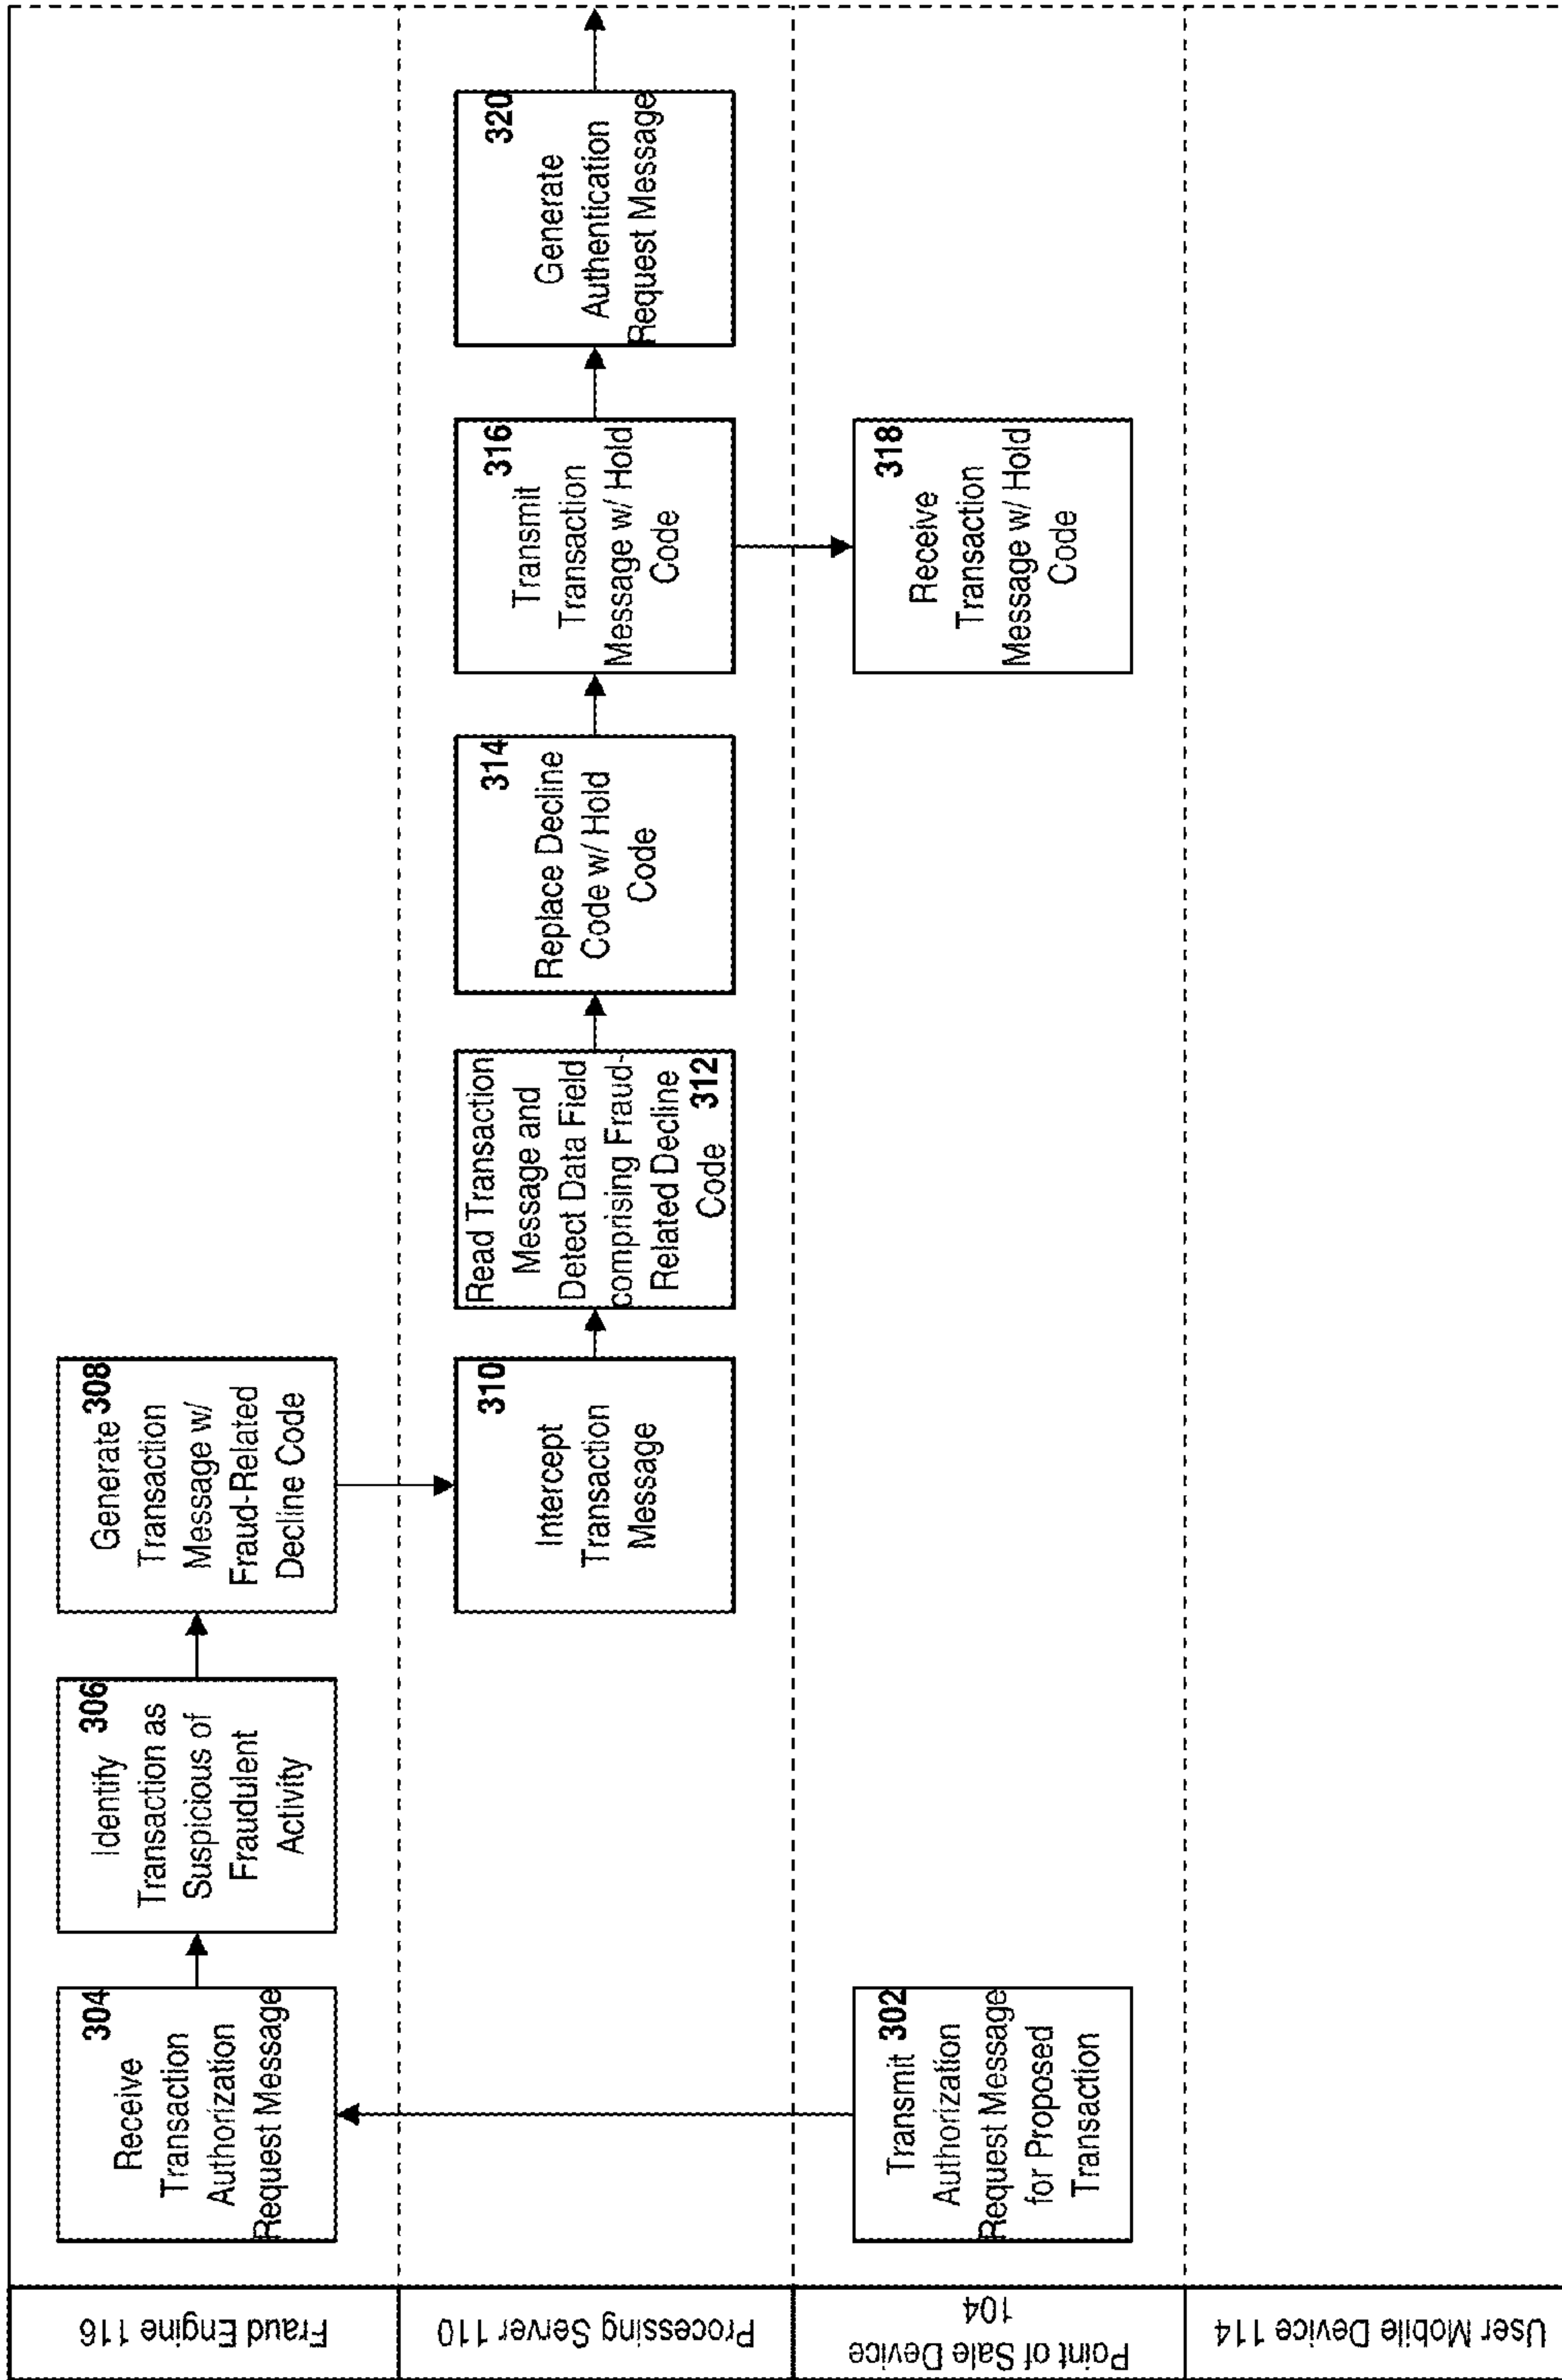 Fraud Engine 116
304
Receive
Transaction
Authorization
Request Message
306
Identify
Transaction as
Suspicious of
Fraudulent
Activity
Generate 308
Transaction
Message w/
Fraud-Related
Decline Code
Processing Server 110
310
Intercept
Transaction
Message
Read Transaction
Message and
Detect Data Field
comprising Fraud-
Related Decline
Code 312
314
Replace Decline
Code w/ Hold
Code
316
Transmit
Transaction
Message w/ Hold
Code
320
Generate
Authentication
Request Message
Point of Sale Device
104
Transmit 302
Authorization
Request Message
for Proposed
Transaction
318
Receive
Transaction
Message w/ Hold
Code
User Mobile Device 114